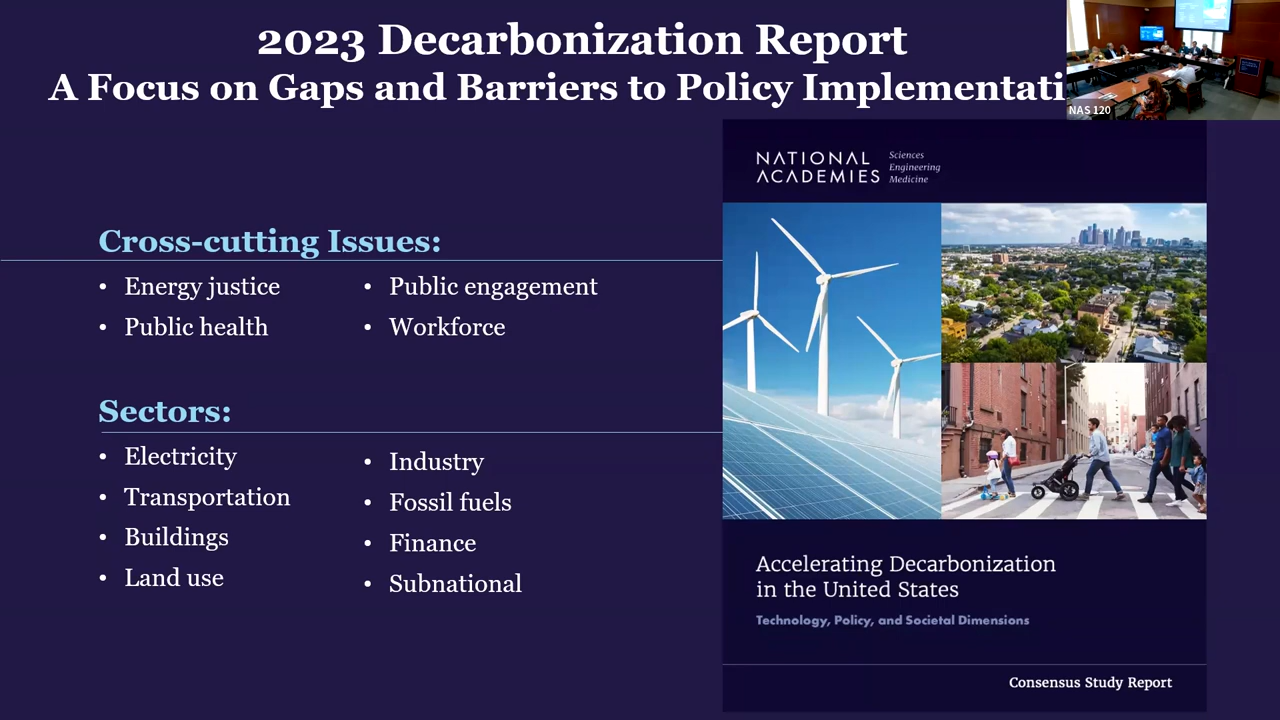 2023 Decarbonization Report
A Focus on Gaps and Barriers to Policy Implementati
NAS 120
NATIONAL ACADEMIES
Sciences
Engineering
Medicine
Cross-cutting Issues:
• Energy justice
• Public health
• Public engagement
• Workforce
Sectors:
• Electricity
• Transportation
• Buildings
• Land use
• Industry
• Fossil fuels
• Finance
• Subnational
Accelerating Decarbonization
in the United States
Technology, Policy, and Societal Dimensions
Consensus Study Report